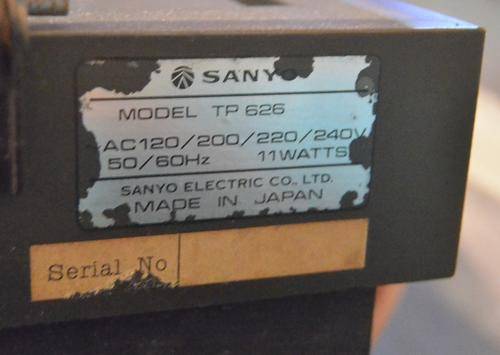 SANYO
MODEL TP 626
AC120/200/220/240V
50/60Hz 11WATTS
SANYO ELECTRIC CO., LTD.
MADE IN JAPAN
Serial No